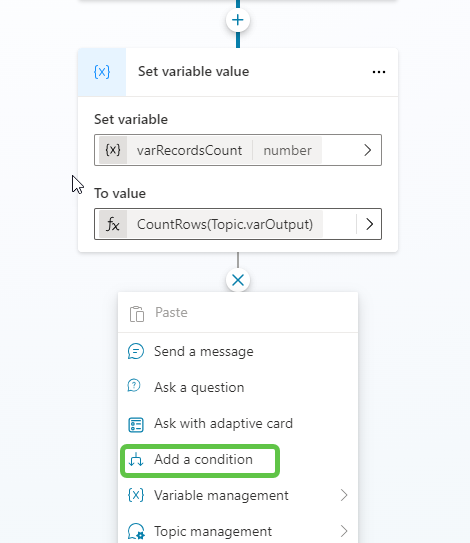 {x} Set variable value ...
Set variable
{x} varRecordsCount number
To value
fx CountRows(Topic.varOutput)
Paste
Send a message
Ask a question
Ask with adaptive card
Add a condition
{x} Variable management
Topic management